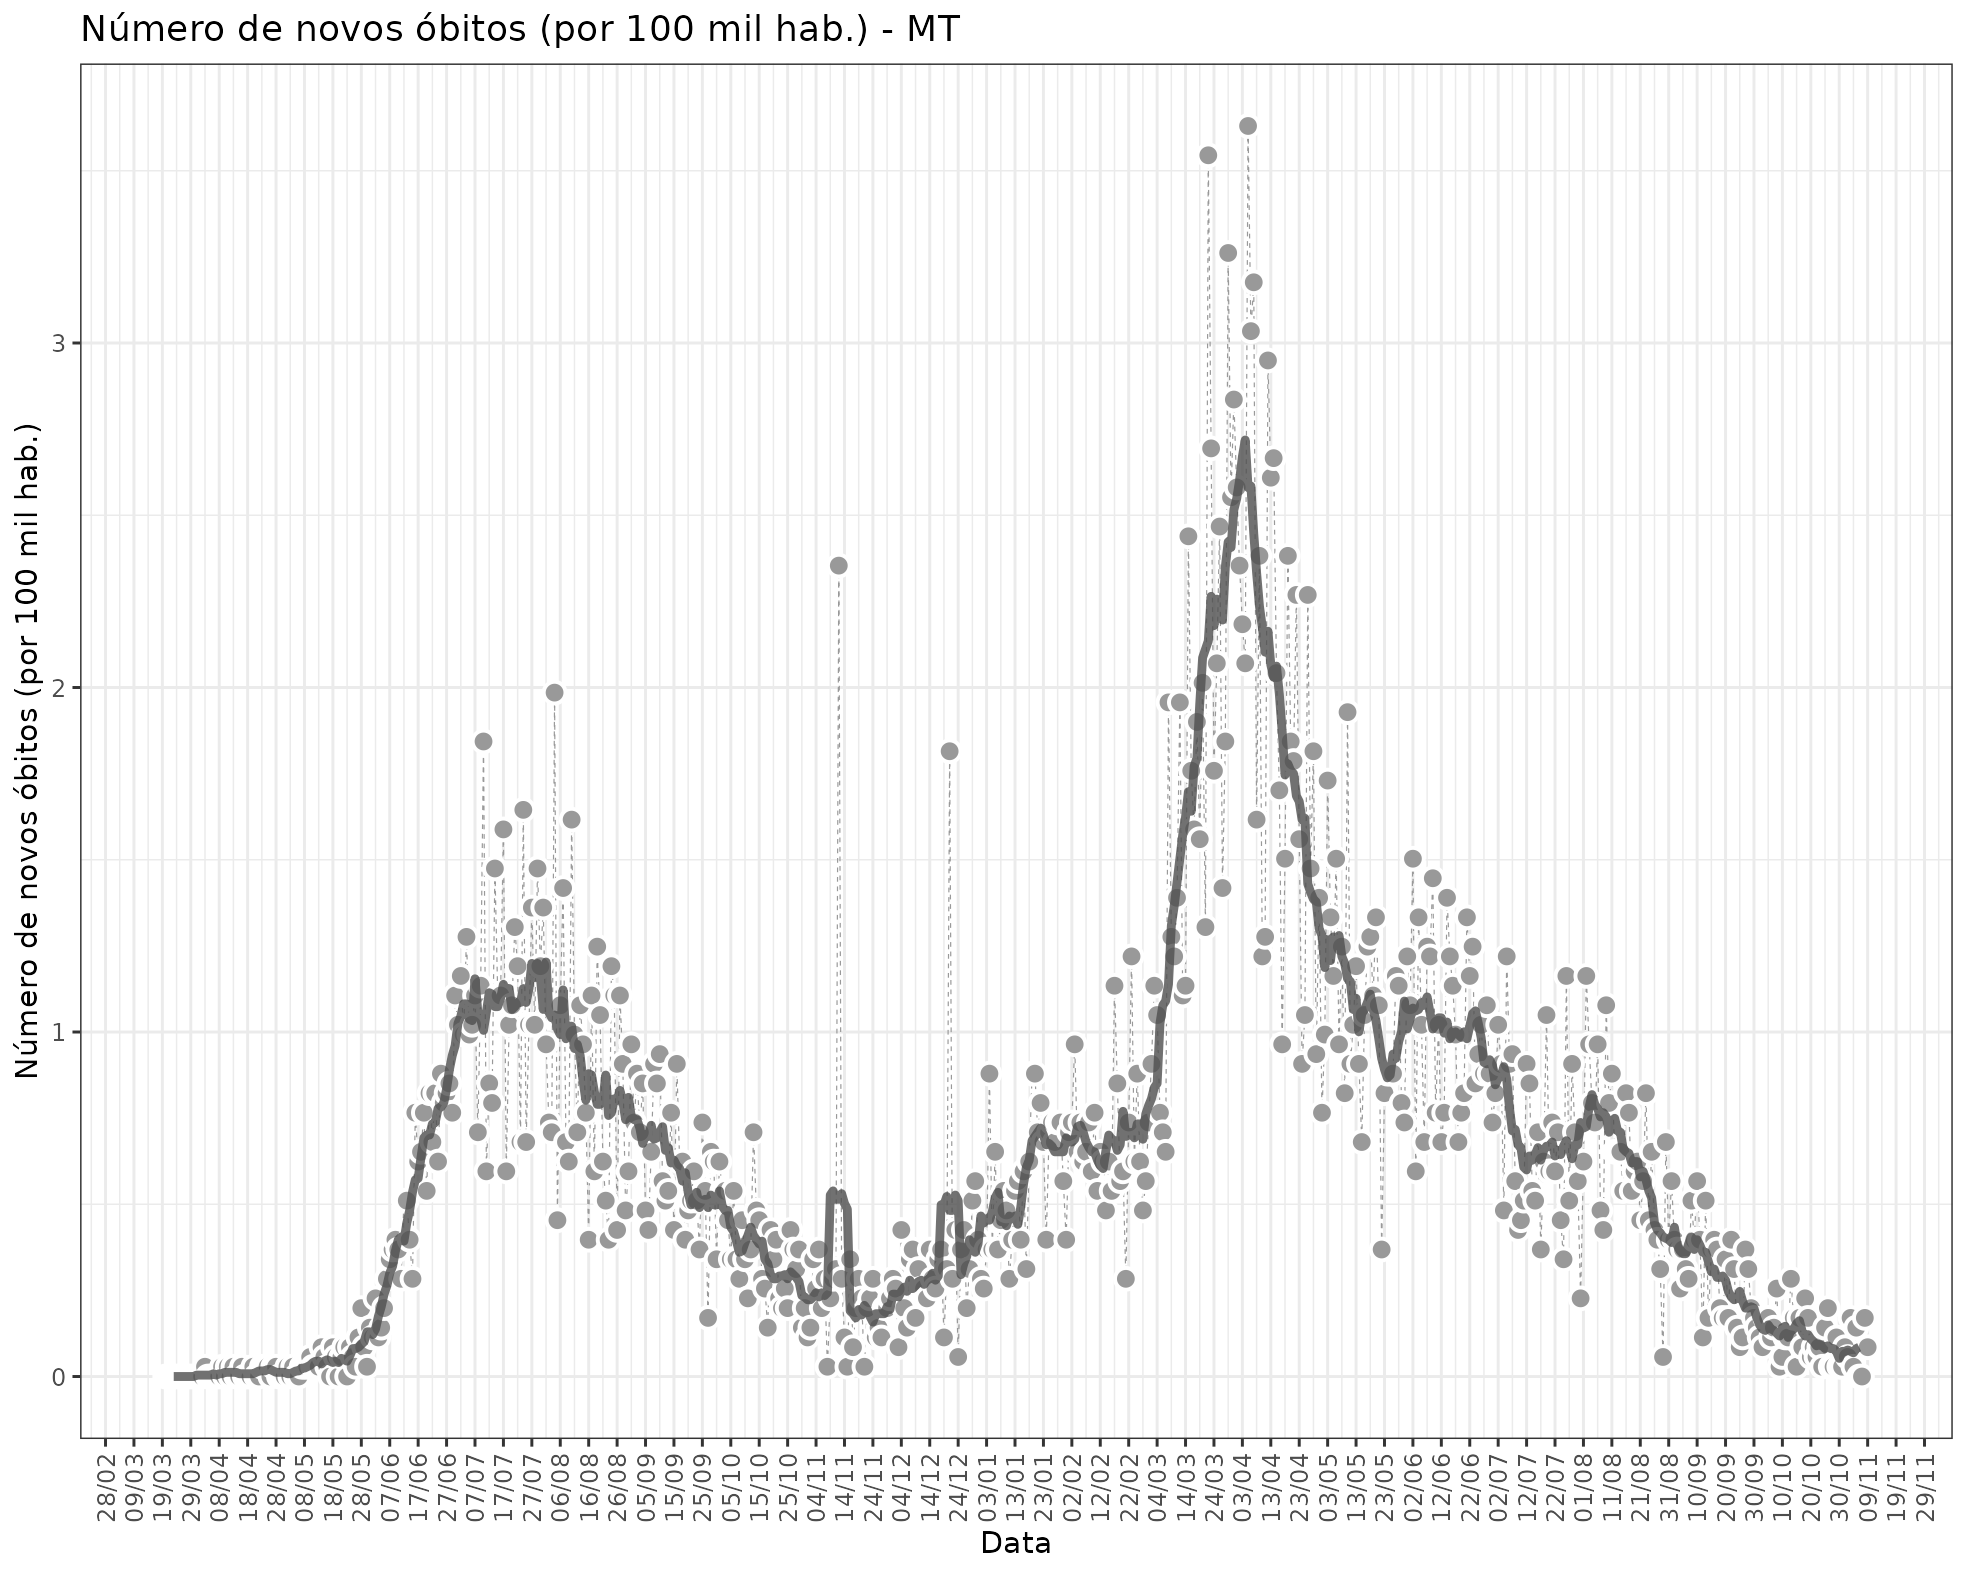 Número de novos óbitos (por 100 mil hab.) - MT
Número de novos óbitos (por 100 mil hab.)
3
2
1
0
28/02 09/03 19/03 29/03 08/04 18/04 28/04 08/05 18/05 28/05 07/06 17/06 27/06 07/07 17/07 27/07 06/08 16/08 26/08 05/09 15/09 25/09 05/10 15/10 25/10 04/11 14/11 24/11 04/12 14/12 24/12 03/01 13/01 23/01 02/02 12/02 22/02 04/03 14/03 24/03 03/04 13/04 23/04 03/05 13/05 23/05 02/06 12/06 22/06 02/07 12/07 22/07 01/08 11/08 21/08 31/08 10/09 20/09 30/09 10/10 20/10 30/10 09/11 19/11 29/11
Data